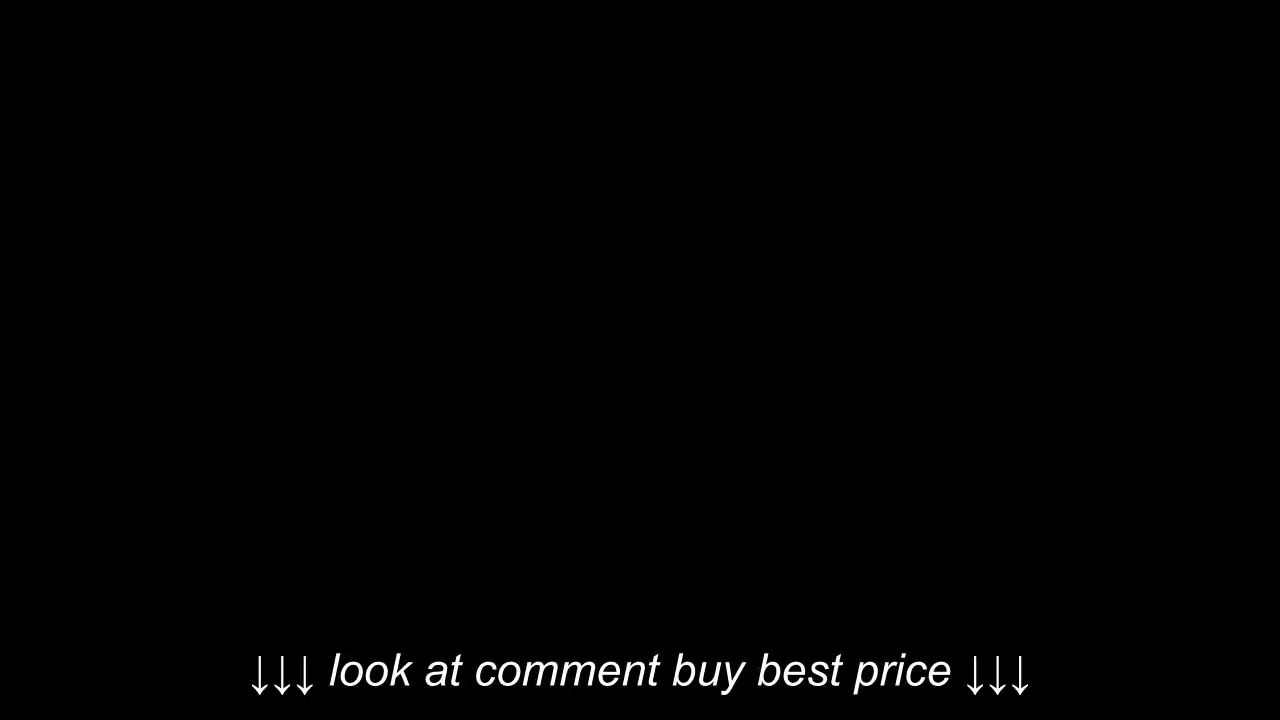 ↓↓↓ look at comment buy best price ↓↓↓